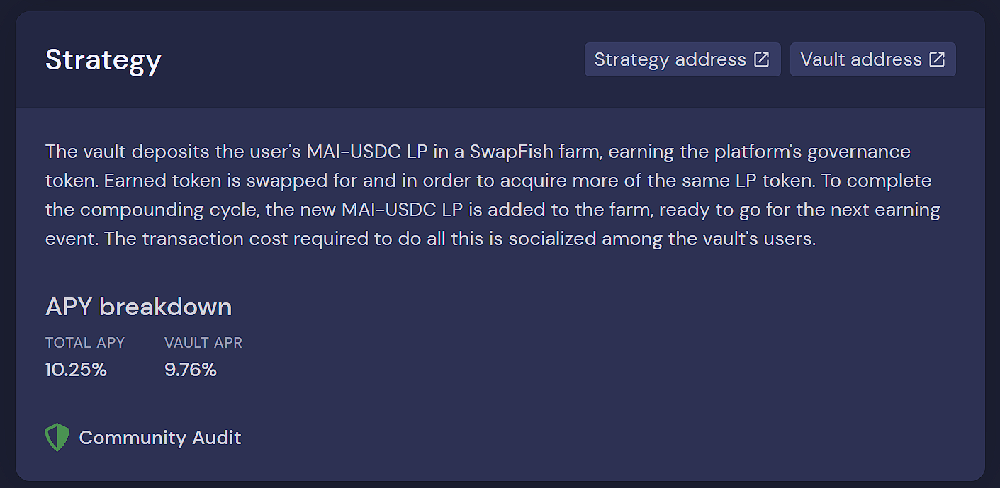 Strategy
Strategy address
Vault address
The vault deposits the user's MAI-USDC LP in a SwapFish farm, earning the platform's governance
token. Earned token is swapped for and in order to acquire more of the same LP token. To complete
the compounding cycle, the new MAI-USDC LP is added to the farm, ready to go for the next earning
event. The transaction cost required to do all this is socialized among the vault's users.
APY breakdown
TOTAL APY VAULT APR
10.25% 9.76%
Community Audit